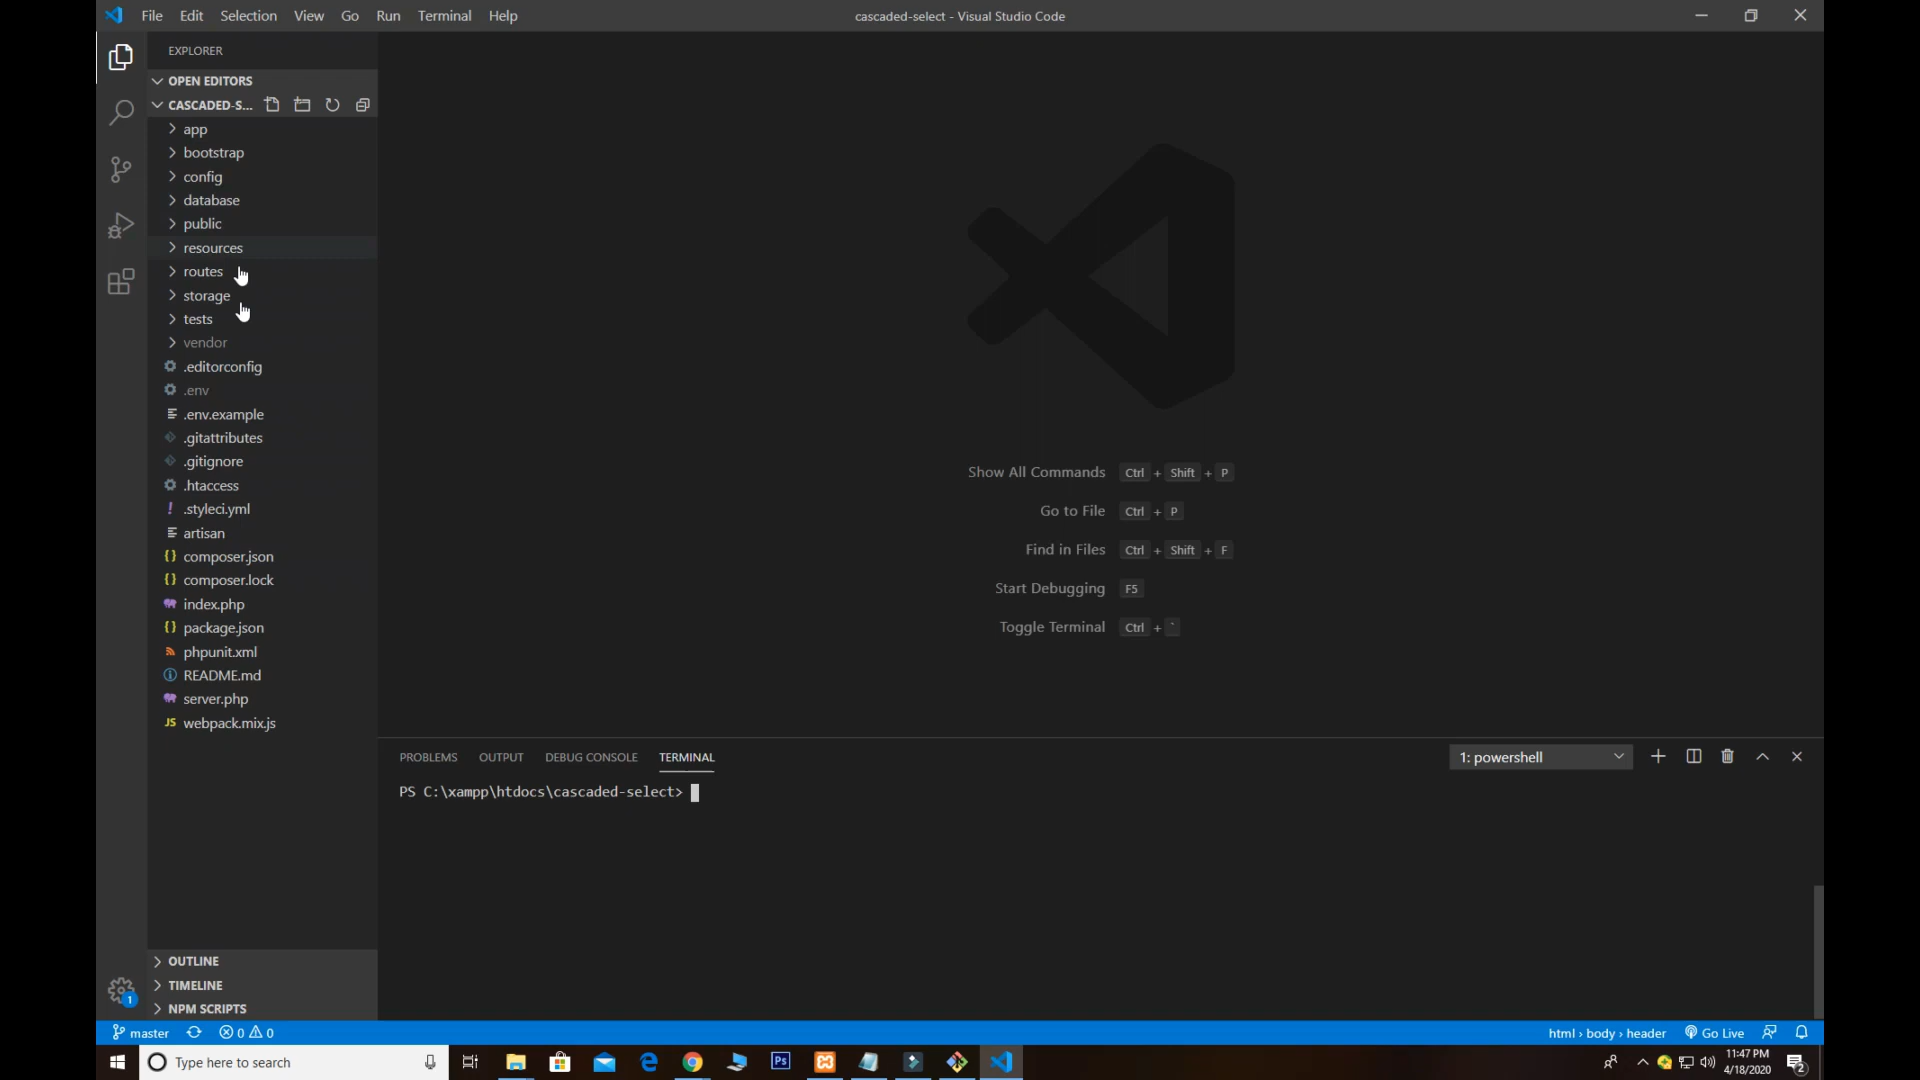 File Edit Selection View Go Run Terminal Help
cascaded-select - Visual Studio Code
EXPLORER
OPEN EDITORS
CASCADED-S...
app
bootstrap
config
database
public
resources
routes
storage
tests
vendor
.editorconfig
.env
.env.example
.gitattributes
.gitignore
.htaccess
.styleci.yml
artisan
{} composer.json
{} composer.lock
index.php
{} package.json
phpunit.xml
README.md
server.php
JS webpack.mix.js
OUTLINE
TIMELINE
NPM SCRIPTS
Show All Commands Ctrl + Shift + P
Go to File Ctrl + P
Find in Files Ctrl + Shift + F
Start Debugging F5
Toggle Terminal Ctrl + `
PROBLEMS OUTPUT DEBUG CONSOLE TERMINAL
1: powershell
PS C:\xampp\htdocs\cascaded-select>
1
master 0 0
html › body › header Go Live
Type here to search
Ps
11:47 PM
4/18/2020
2